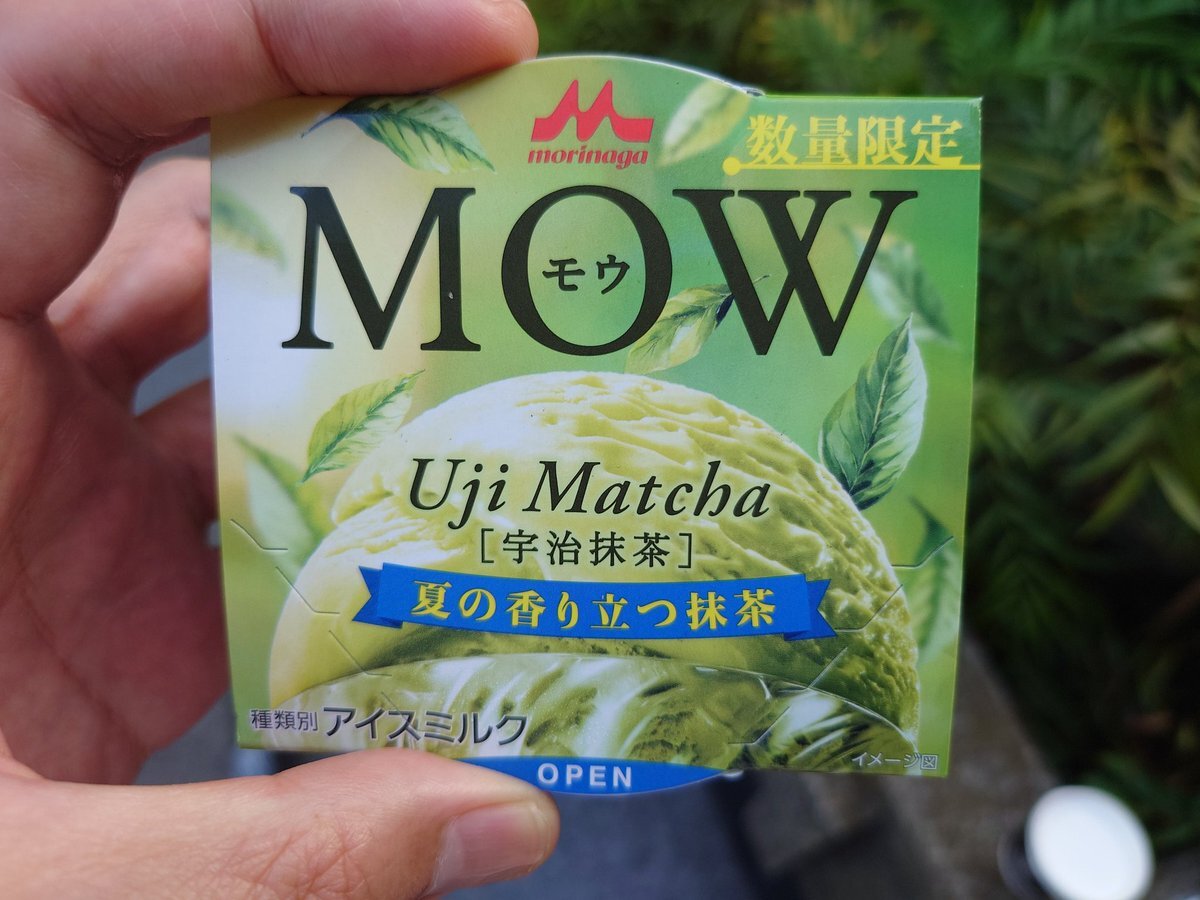 morinaga
数量限定
MOW
モウ
Uji Matcha
[宇治抹茶]
夏の香り立つ抹茶
種類別 アイスミルク
イメージ図
OPEN